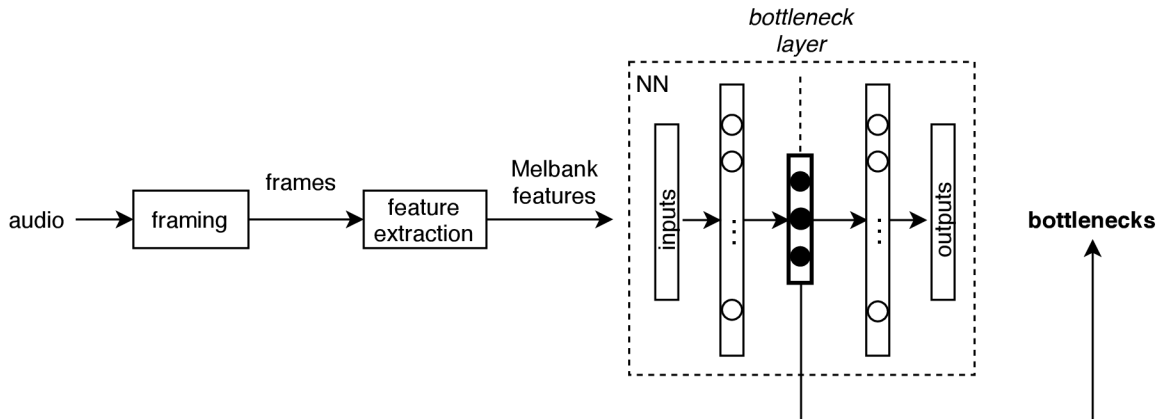 bottleneck
layer
NN
audio
framing
frames
feature
extraction
Melbank
features
inputs
...
...
outputs
bottlenecks